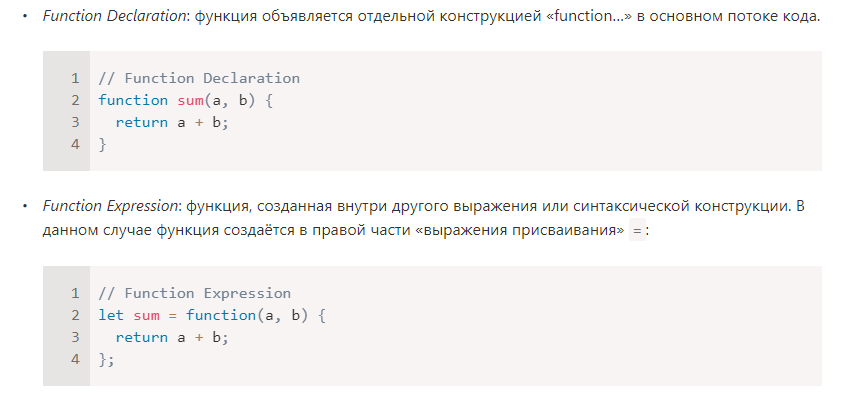 • Function Declaration: функция объявляется отдельной конструкцией «function…» в основном потоке кода.
1 // Function Declaration
2 function sum(a, b) {
3   return a + b;
4 }
• Function Expression: функция, созданная внутри другого выражения или синтаксической конструкции. В
данном случае функция создаётся в правой части «выражения присваивания» =:
1 // Function Expression
2 let sum = function(a, b) {
3   return a + b;
4 };